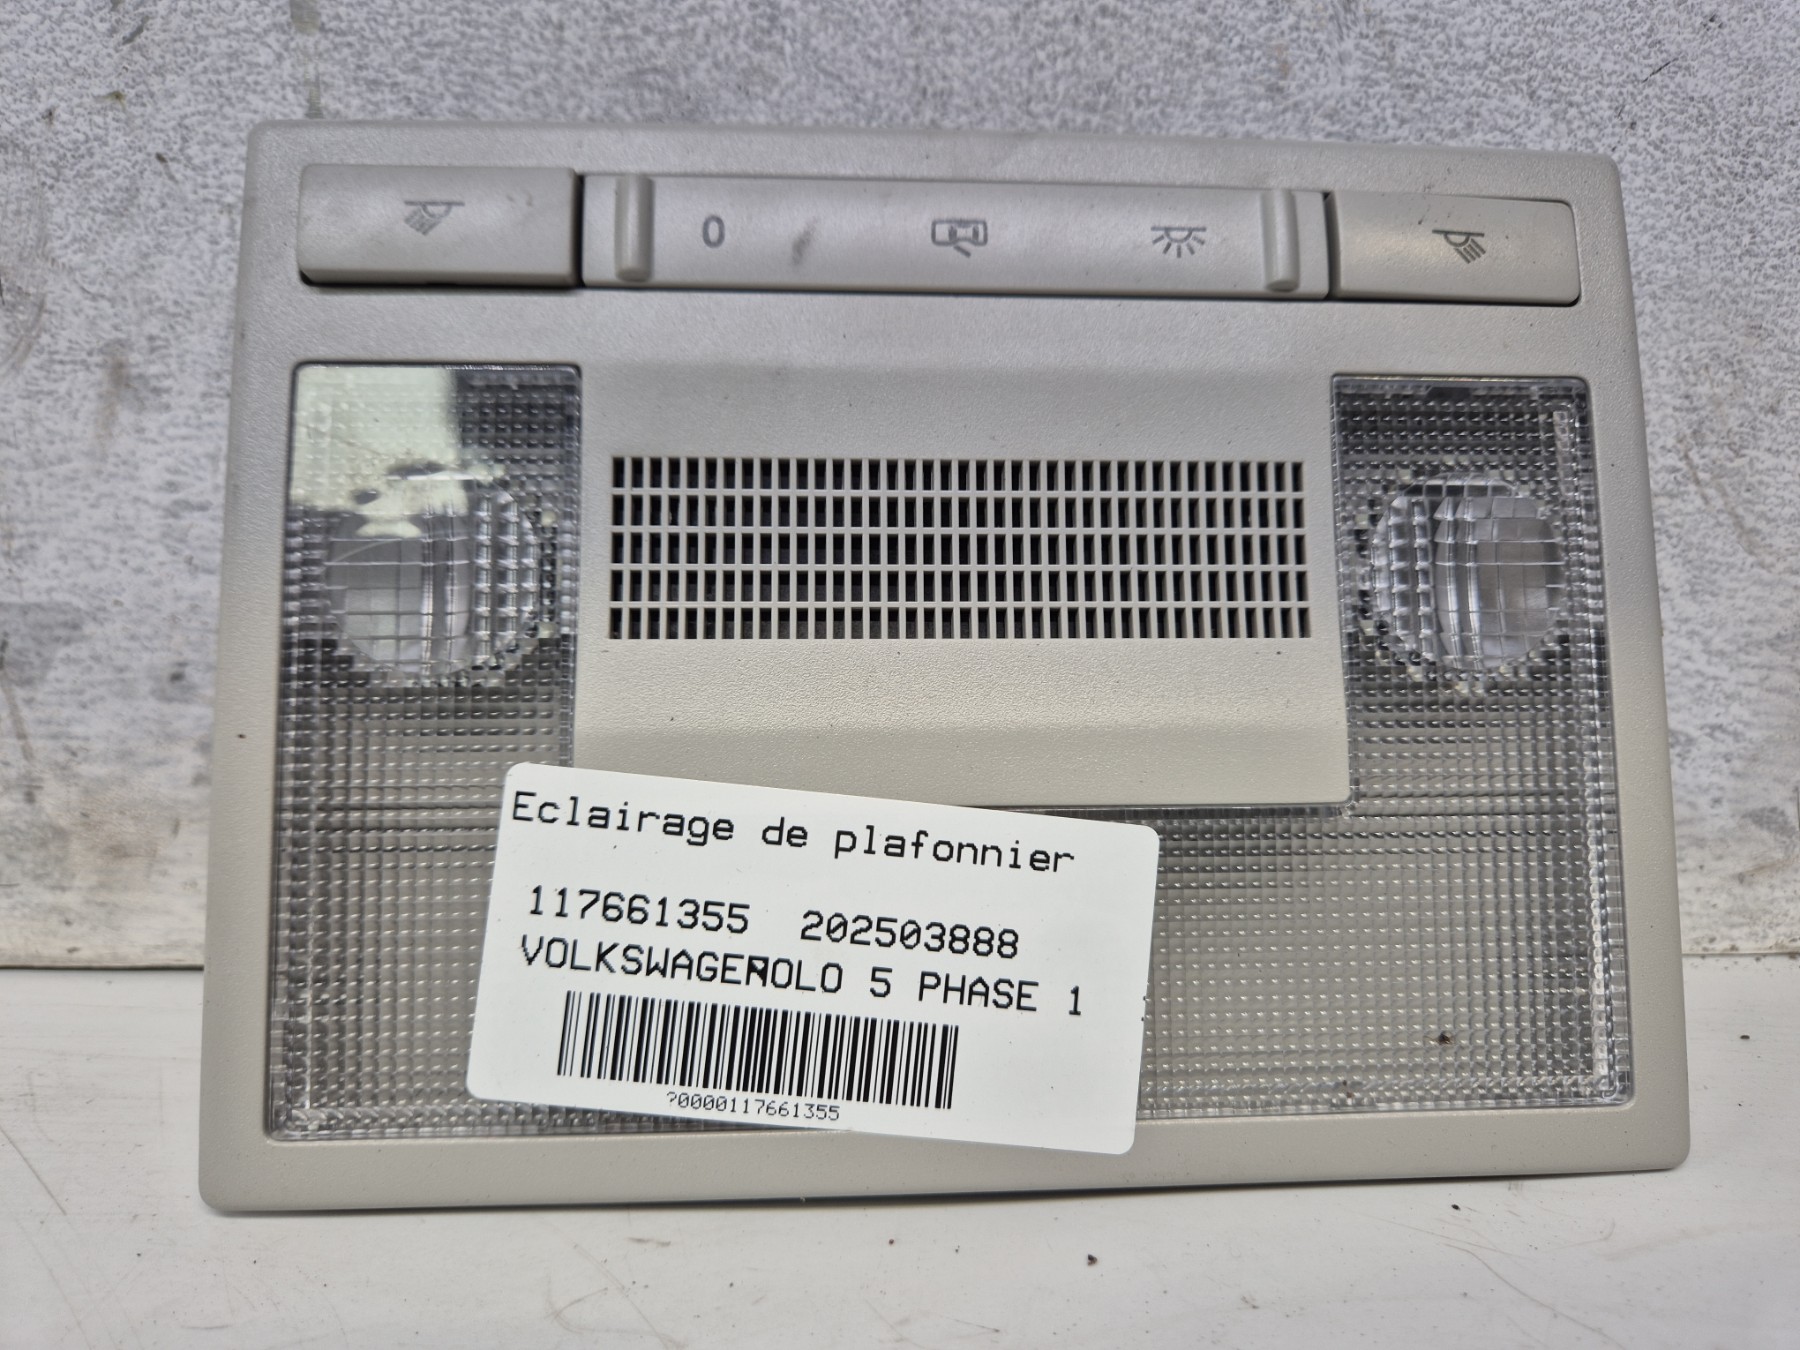 0
Eclairage de plafonnier
117661355 202503888
VOLKSWAGEROLO 5 PHASE 1
?0000117661355